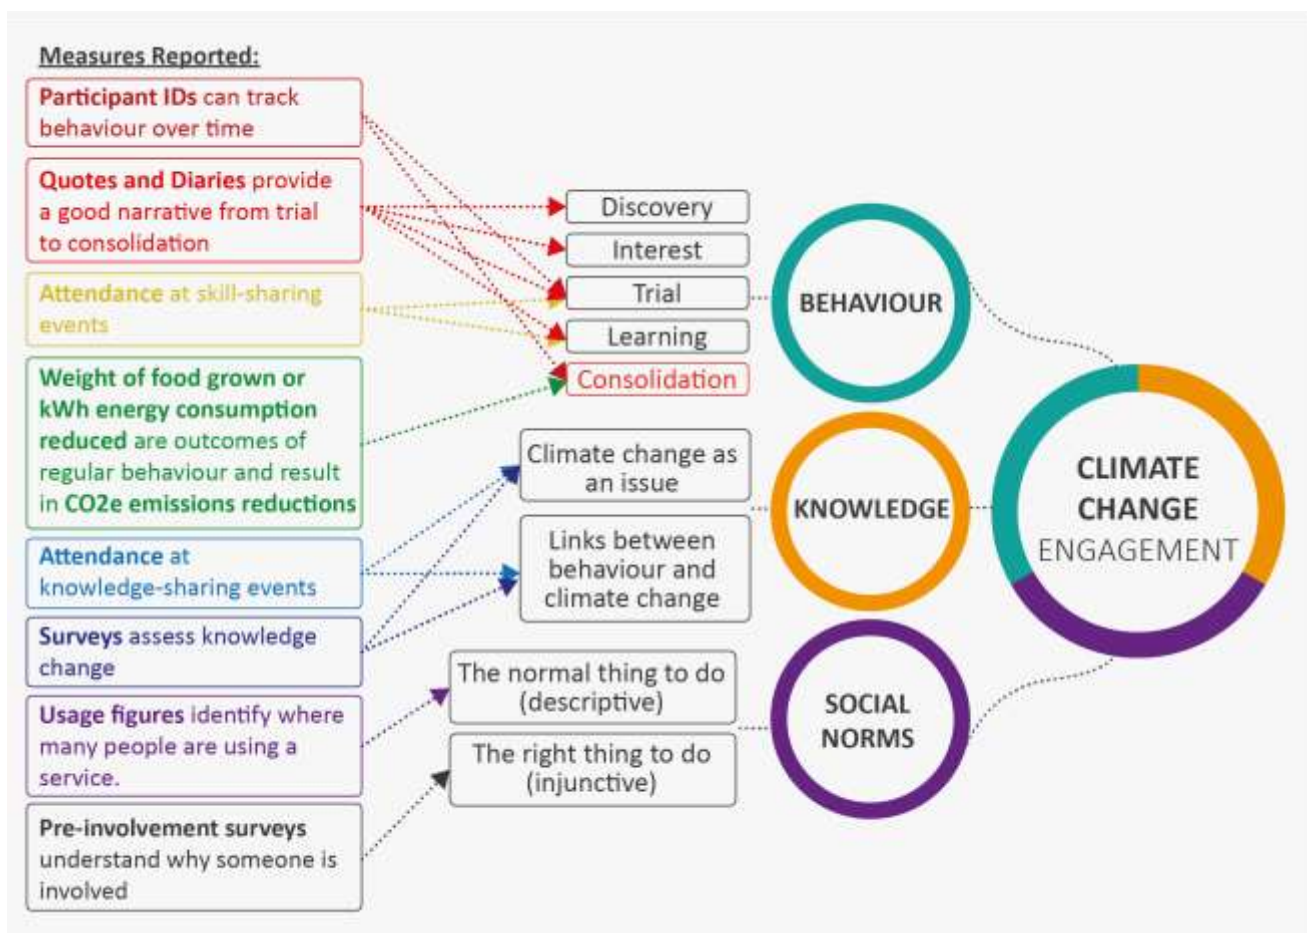 Measures Reported:
Participant IDs can track
behaviour over time
Quotes and Diaries provide
a good narrative from trial
to consolidation
Attendance at skill-sharing
events
Weight of food grown or
kWh energy consumption
reduced are outcomes of
regular behaviour and result
in CO2e emissions reductions
Attendance at
knowledge-sharing events
Surveys assess knowledge
change
Usage figures identify where
many people are using a
service.
Pre-involvement surveys
understand why someone is
involved
Discovery
Interest
Trial
Learning
Consolidation
Climate change as
an issue
Links between
behaviour and
climate change
The normal thing to do
(descriptive)
The right thing to do
(injunctive)
BEHAVIOUR
KNOWLEDGE
SOCIAL
NORMS
CLIMATE
CHANGE
ENGAGEMENT